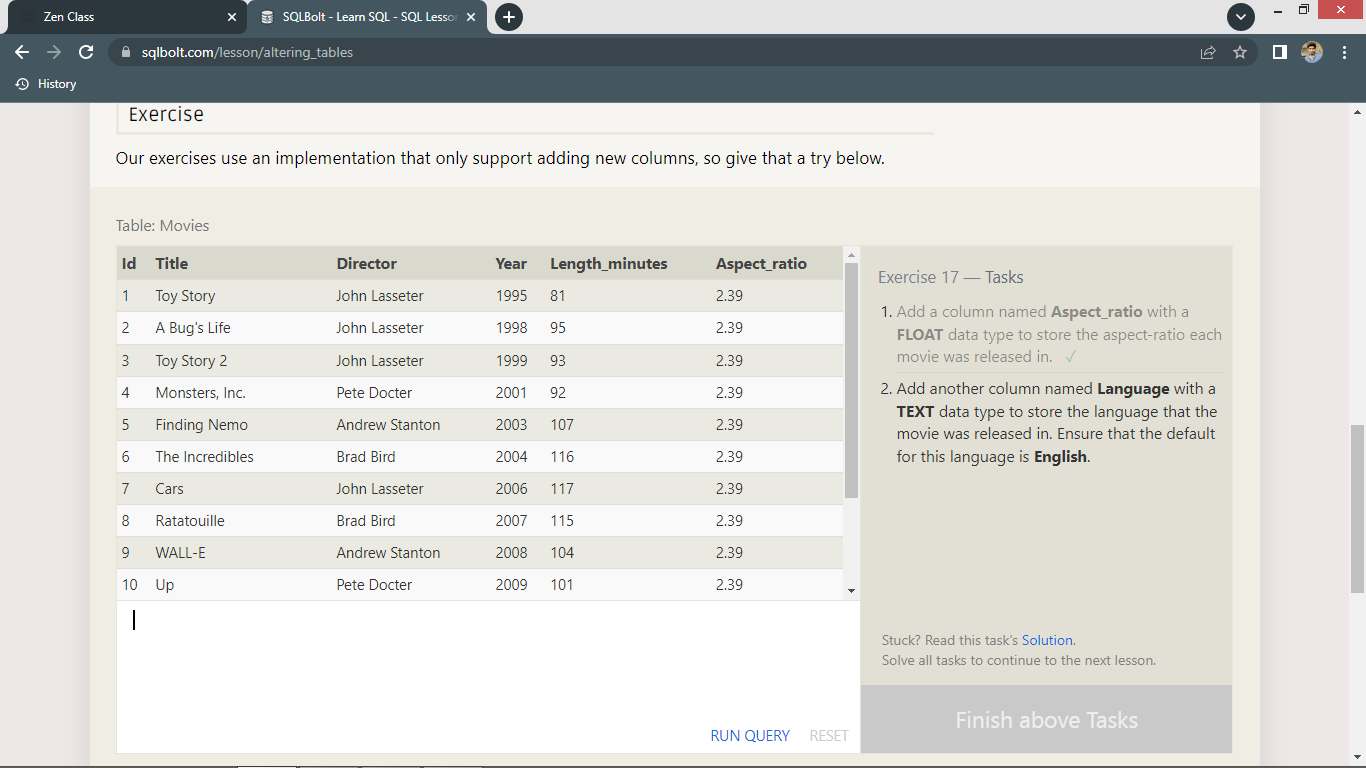 Zen Class
SQLBolt - Learn SQL - SQL Lesson
sqlbolt.com/lesson/altering_tables
History
Exercise
Our exercises use an implementation that only support adding new columns, so give that a try below.
Table: Movies
Id Title Director Year Length_minutes Aspect_ratio
1 Toy Story John Lasseter 1995 81 2.39
2 A Bug's Life John Lasseter 1998 95 2.39
3 Toy Story 2 John Lasseter 1999 93 2.39
4 Monsters, Inc. Pete Docter 2001 92 2.39
5 Finding Nemo Andrew Stanton 2003 107 2.39
6 The Incredibles Brad Bird 2004 116 2.39
7 Cars John Lasseter 2006 117 2.39
8 Ratatouille Brad Bird 2007 115 2.39
9 WALL-E Andrew Stanton 2008 104 2.39
10 Up Pete Docter 2009 101 2.39
RUN QUERY RESET
Exercise 17 — Tasks
1. Add a column named Aspect_ratio with a
FLOAT data type to store the aspect-ratio each
movie was released in. ✓
2. Add another column named Language with a
TEXT data type to store the language that the
movie was released in. Ensure that the default
for this language is English.
Stuck? Read this task's Solution.
Solve all tasks to continue to the next lesson.
Finish above Tasks